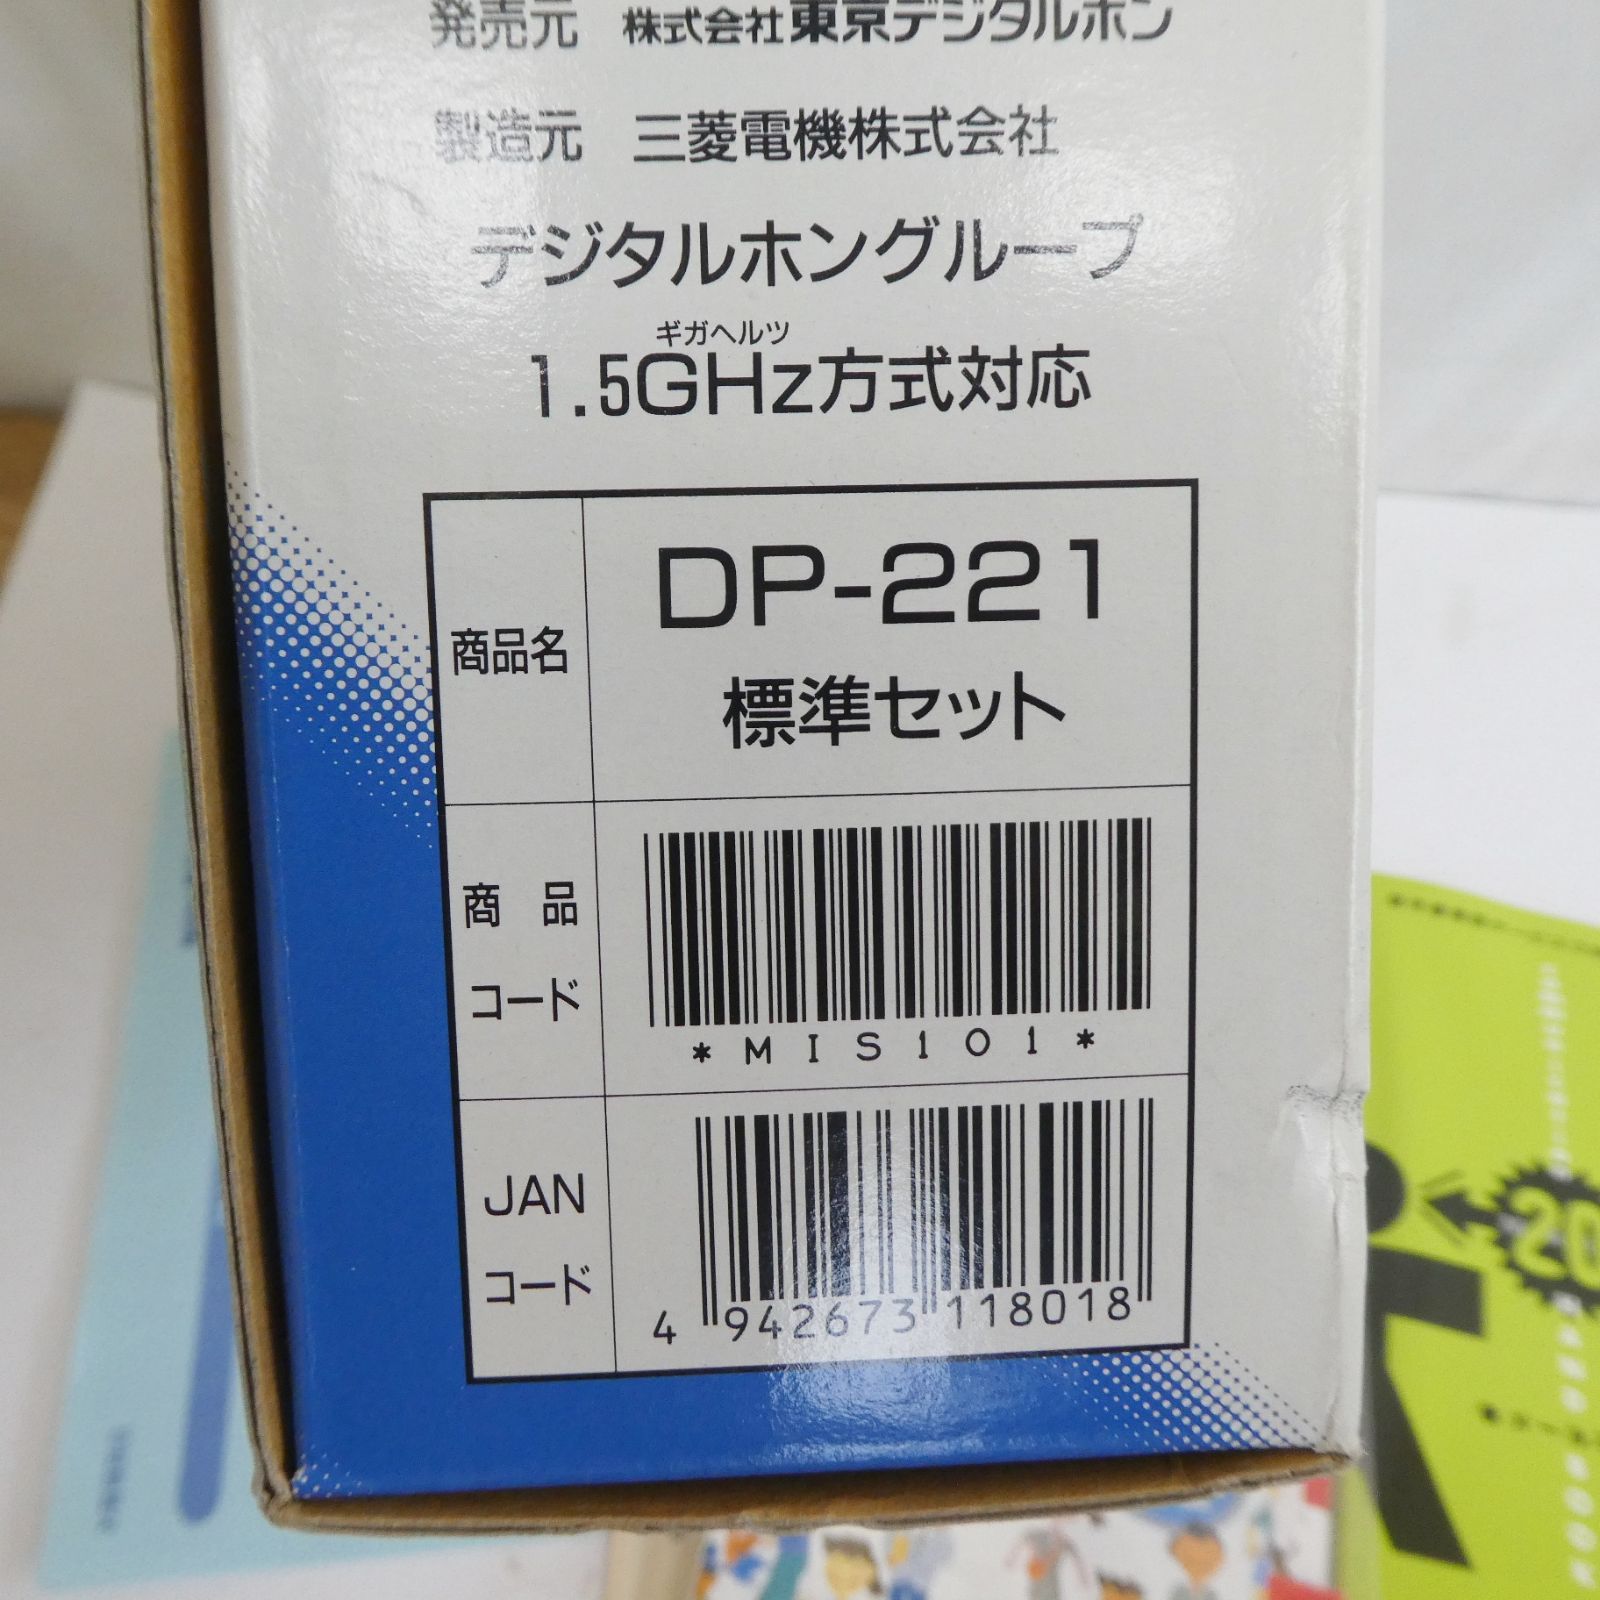 発売元 株式会社東京デジタルホン
製造元 三菱電機株式会社
デジタルホングループ
ギガヘルツ
1.5GHz方式対応
商品名
DP-221
標準セット
商品
コード
*MIS101*
JAN
コード
4 942673 118018
20